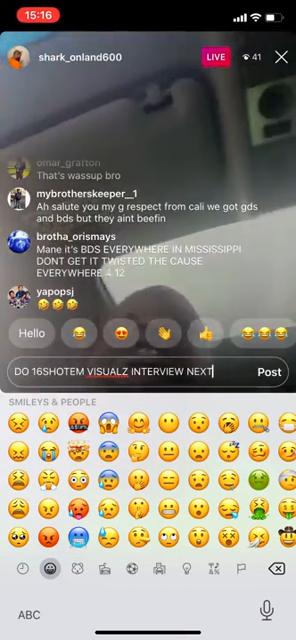 15:16
shark_onland600
LIVE
41
omar_grafton
That's wassup bro
mybrotherskeeper__1
Ah salute you my g respect from cali we got gds
and bds but they aint beefin
brotha_orismays
Mane it's BDS EVERYWHERE IN MISSISSIPPI
DONT GET IT TWISTED THE CAUSE
EVERYWHERE 4 12
yapopsj
Hello
DO 16SHOTEM VISUALZ INTERVIEW NEXT
Post
SMILEYS & PEOPLE
ABC